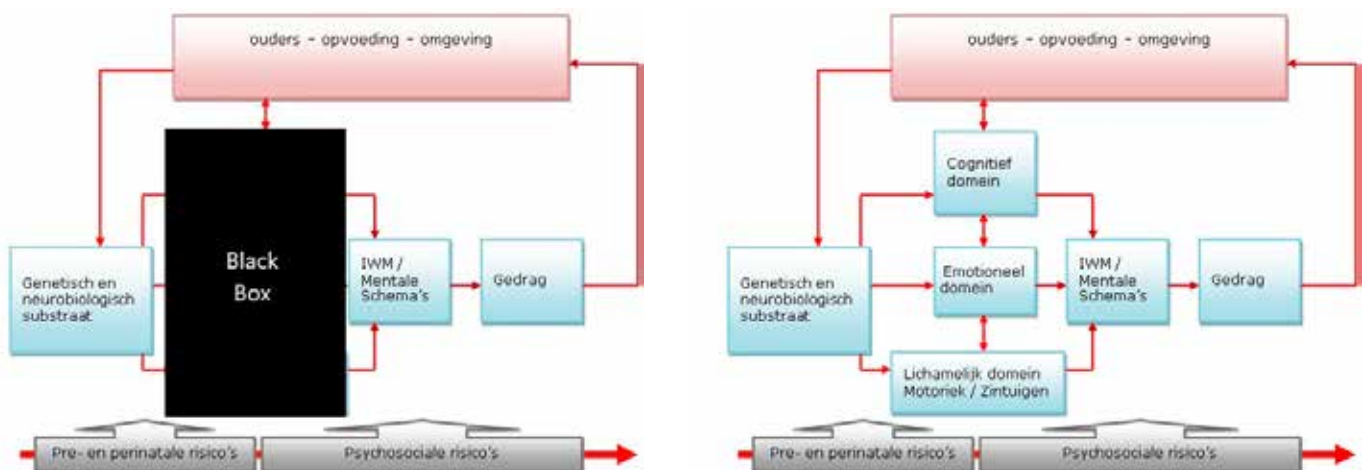 ouders - opvoeding - omgeving
Black
Box
Genetisch en
neurobiologisch
substraat
IWM /
Mentale
Schema's
Gedrag
Pre- en perinatale risico's
Psychosociale risico's
ouders - opvoeding - omgeving
Cognitief
domein
Genetisch en
neurobiologisch
substraat
Emotioneel
domein
IWM /
Mentale
Schema's
Gedrag
Lichamelijk domein
Motoriek / Zintuigen
Pre- en perinatale risico's
Psychosociale risico's